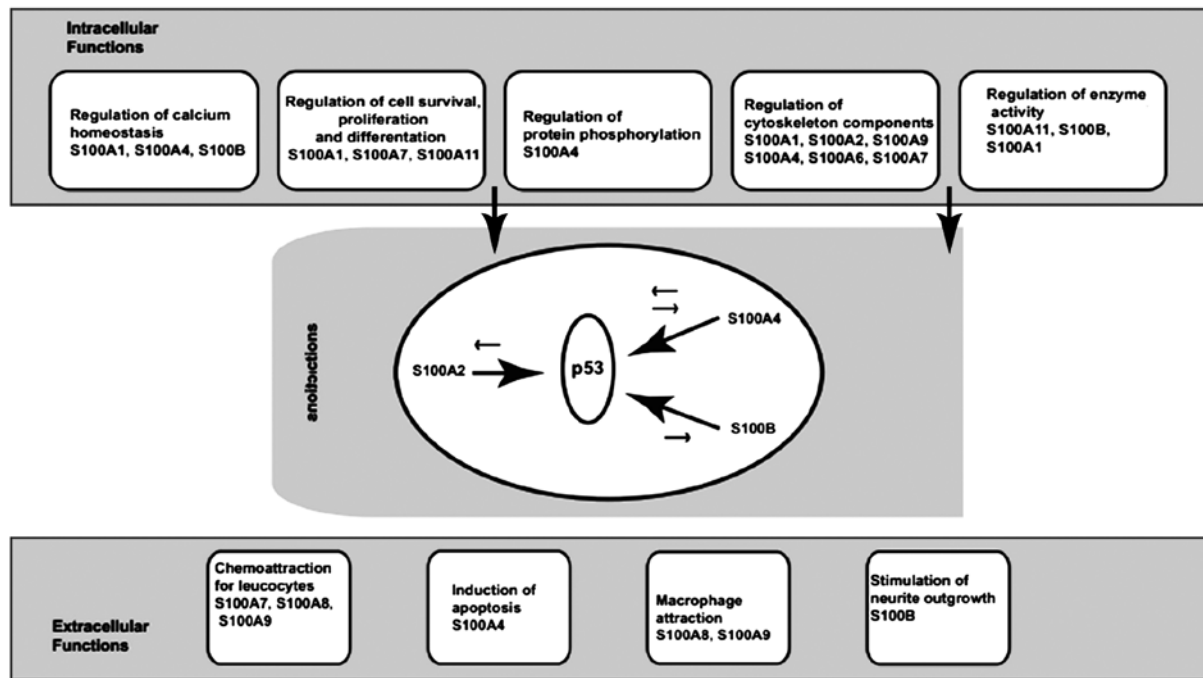 Intracellular
Functions
Regulation of calcium
homeostasis
S100A1, S100A4, S100B
Regulation of cell survival,
proliferation
and differentation
S100A1, S100A7, S100A11
Regulation of
protein phosphorylation
S100A4
Regulation of
cytoskeleton components
S100A1, S100A2, S100A9
S100A4, S100A6, S100A7
Regulation of enzyme
activity
S100A11, S100B,
S100A1
S100A4
S100A2
p53
S100B
Chemoattraction
for leucocytes
S100A7, S100A8,
S100A9
Induction of
apoptosis
S100A4
Macrophage
attraction
S100A8, S100A9
Stimulation of
neurite outgrowth
S100B
Extracellular
Functions